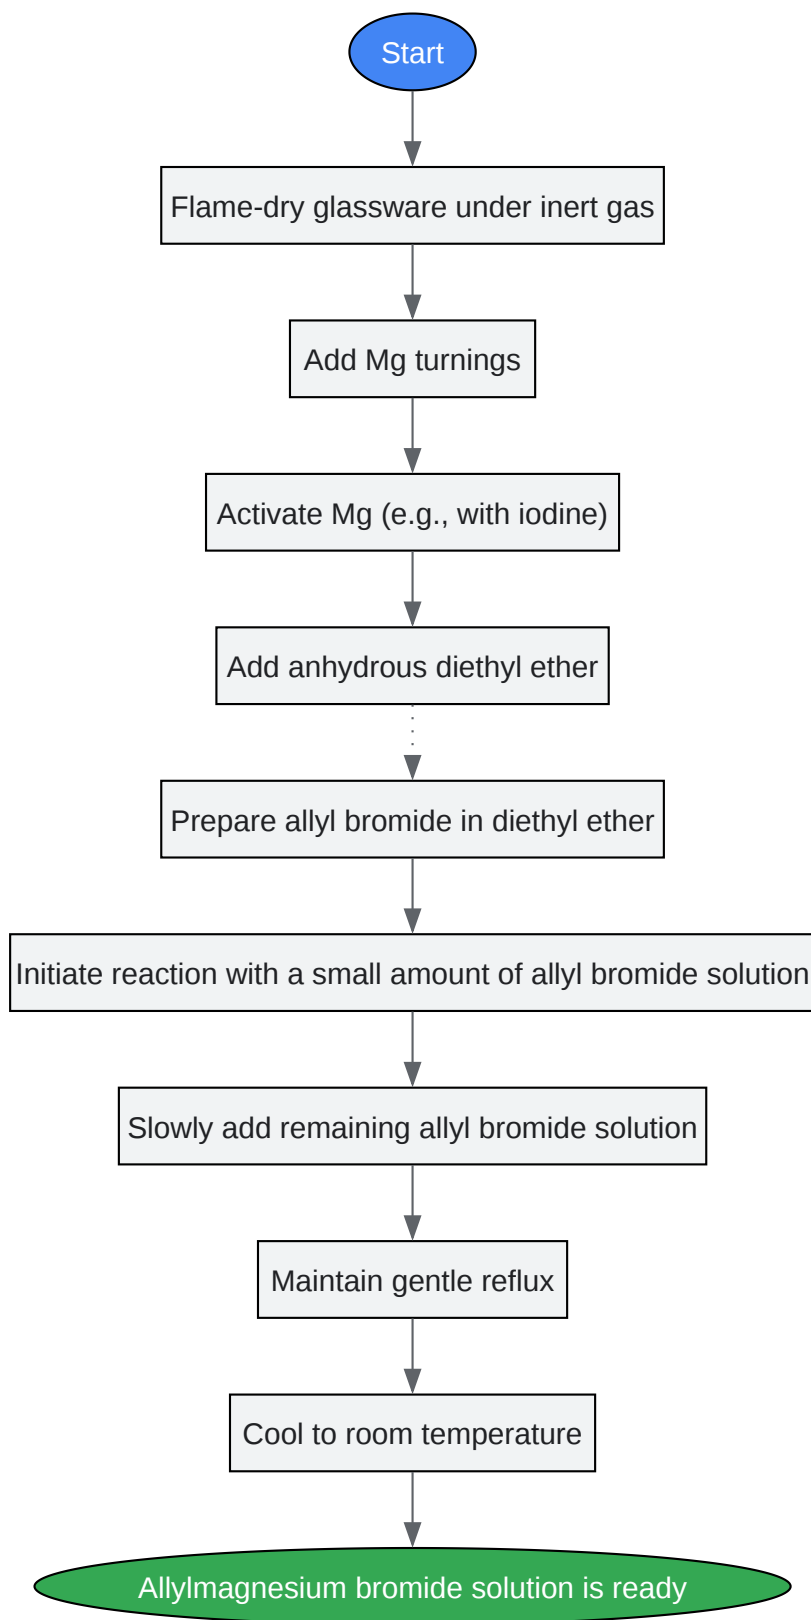 Start
Flame-dry glassware under inert gas
Add Mg turnings
Activate Mg (e.g., with iodine)
Add anhydrous diethyl ether
Prepare allyl bromide in diethyl ether
Initiate reaction with a small amount of allyl bromide solution
Slowly add remaining allyl bromide solution
Maintain gentle reflux
Cool to room temperature
Allylmagnesium bromide solution is ready